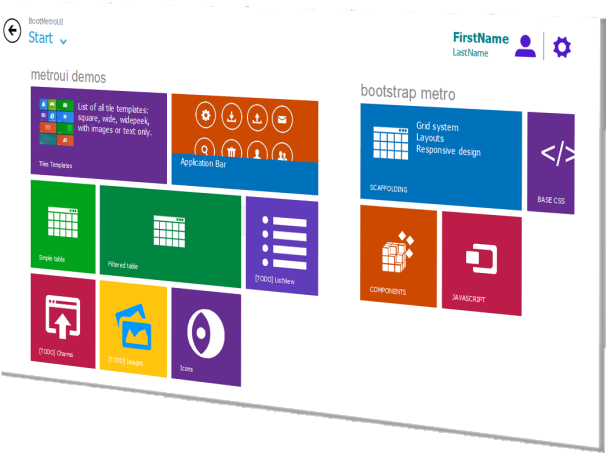 BootMetroUI
Start
FirstName
LastName
metroui demos
bootstrap metro
List of all tile templates:
square, wide, widepeek,
with images or text only.
Tiles Templates
Application Bar
Grid system
Layouts
Responsive design
SCAFFOLDING
</>
BASE CSS
Simple table
Filtered table
[TODO] ListView
COMPONENTS
JAVASCRIPT
[TODO] Charms
[TODO] Images
Icons